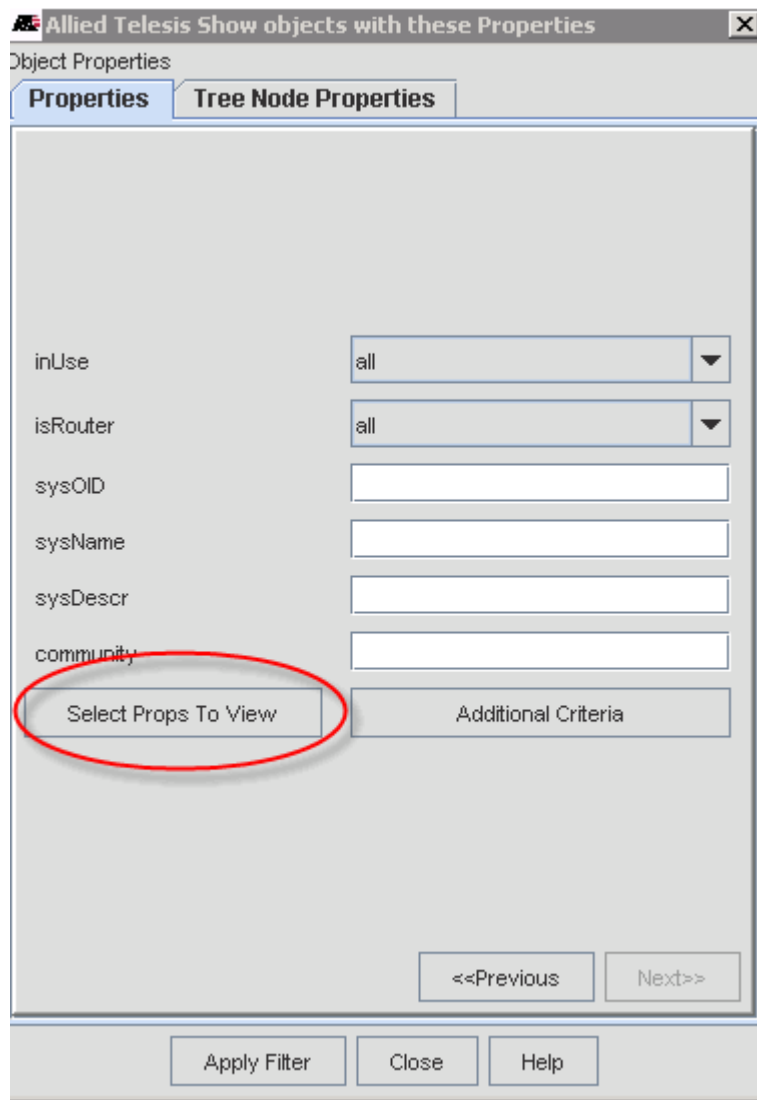 Allied Telesis Show objects with these Properties
Object Properties
Properties Tree Node Properties
inUse all
isRouter all
sysOID
sysName
sysDescr
community
Select Props To View Additional Criteria
<<Previous Next>>
Apply Filter Close Help